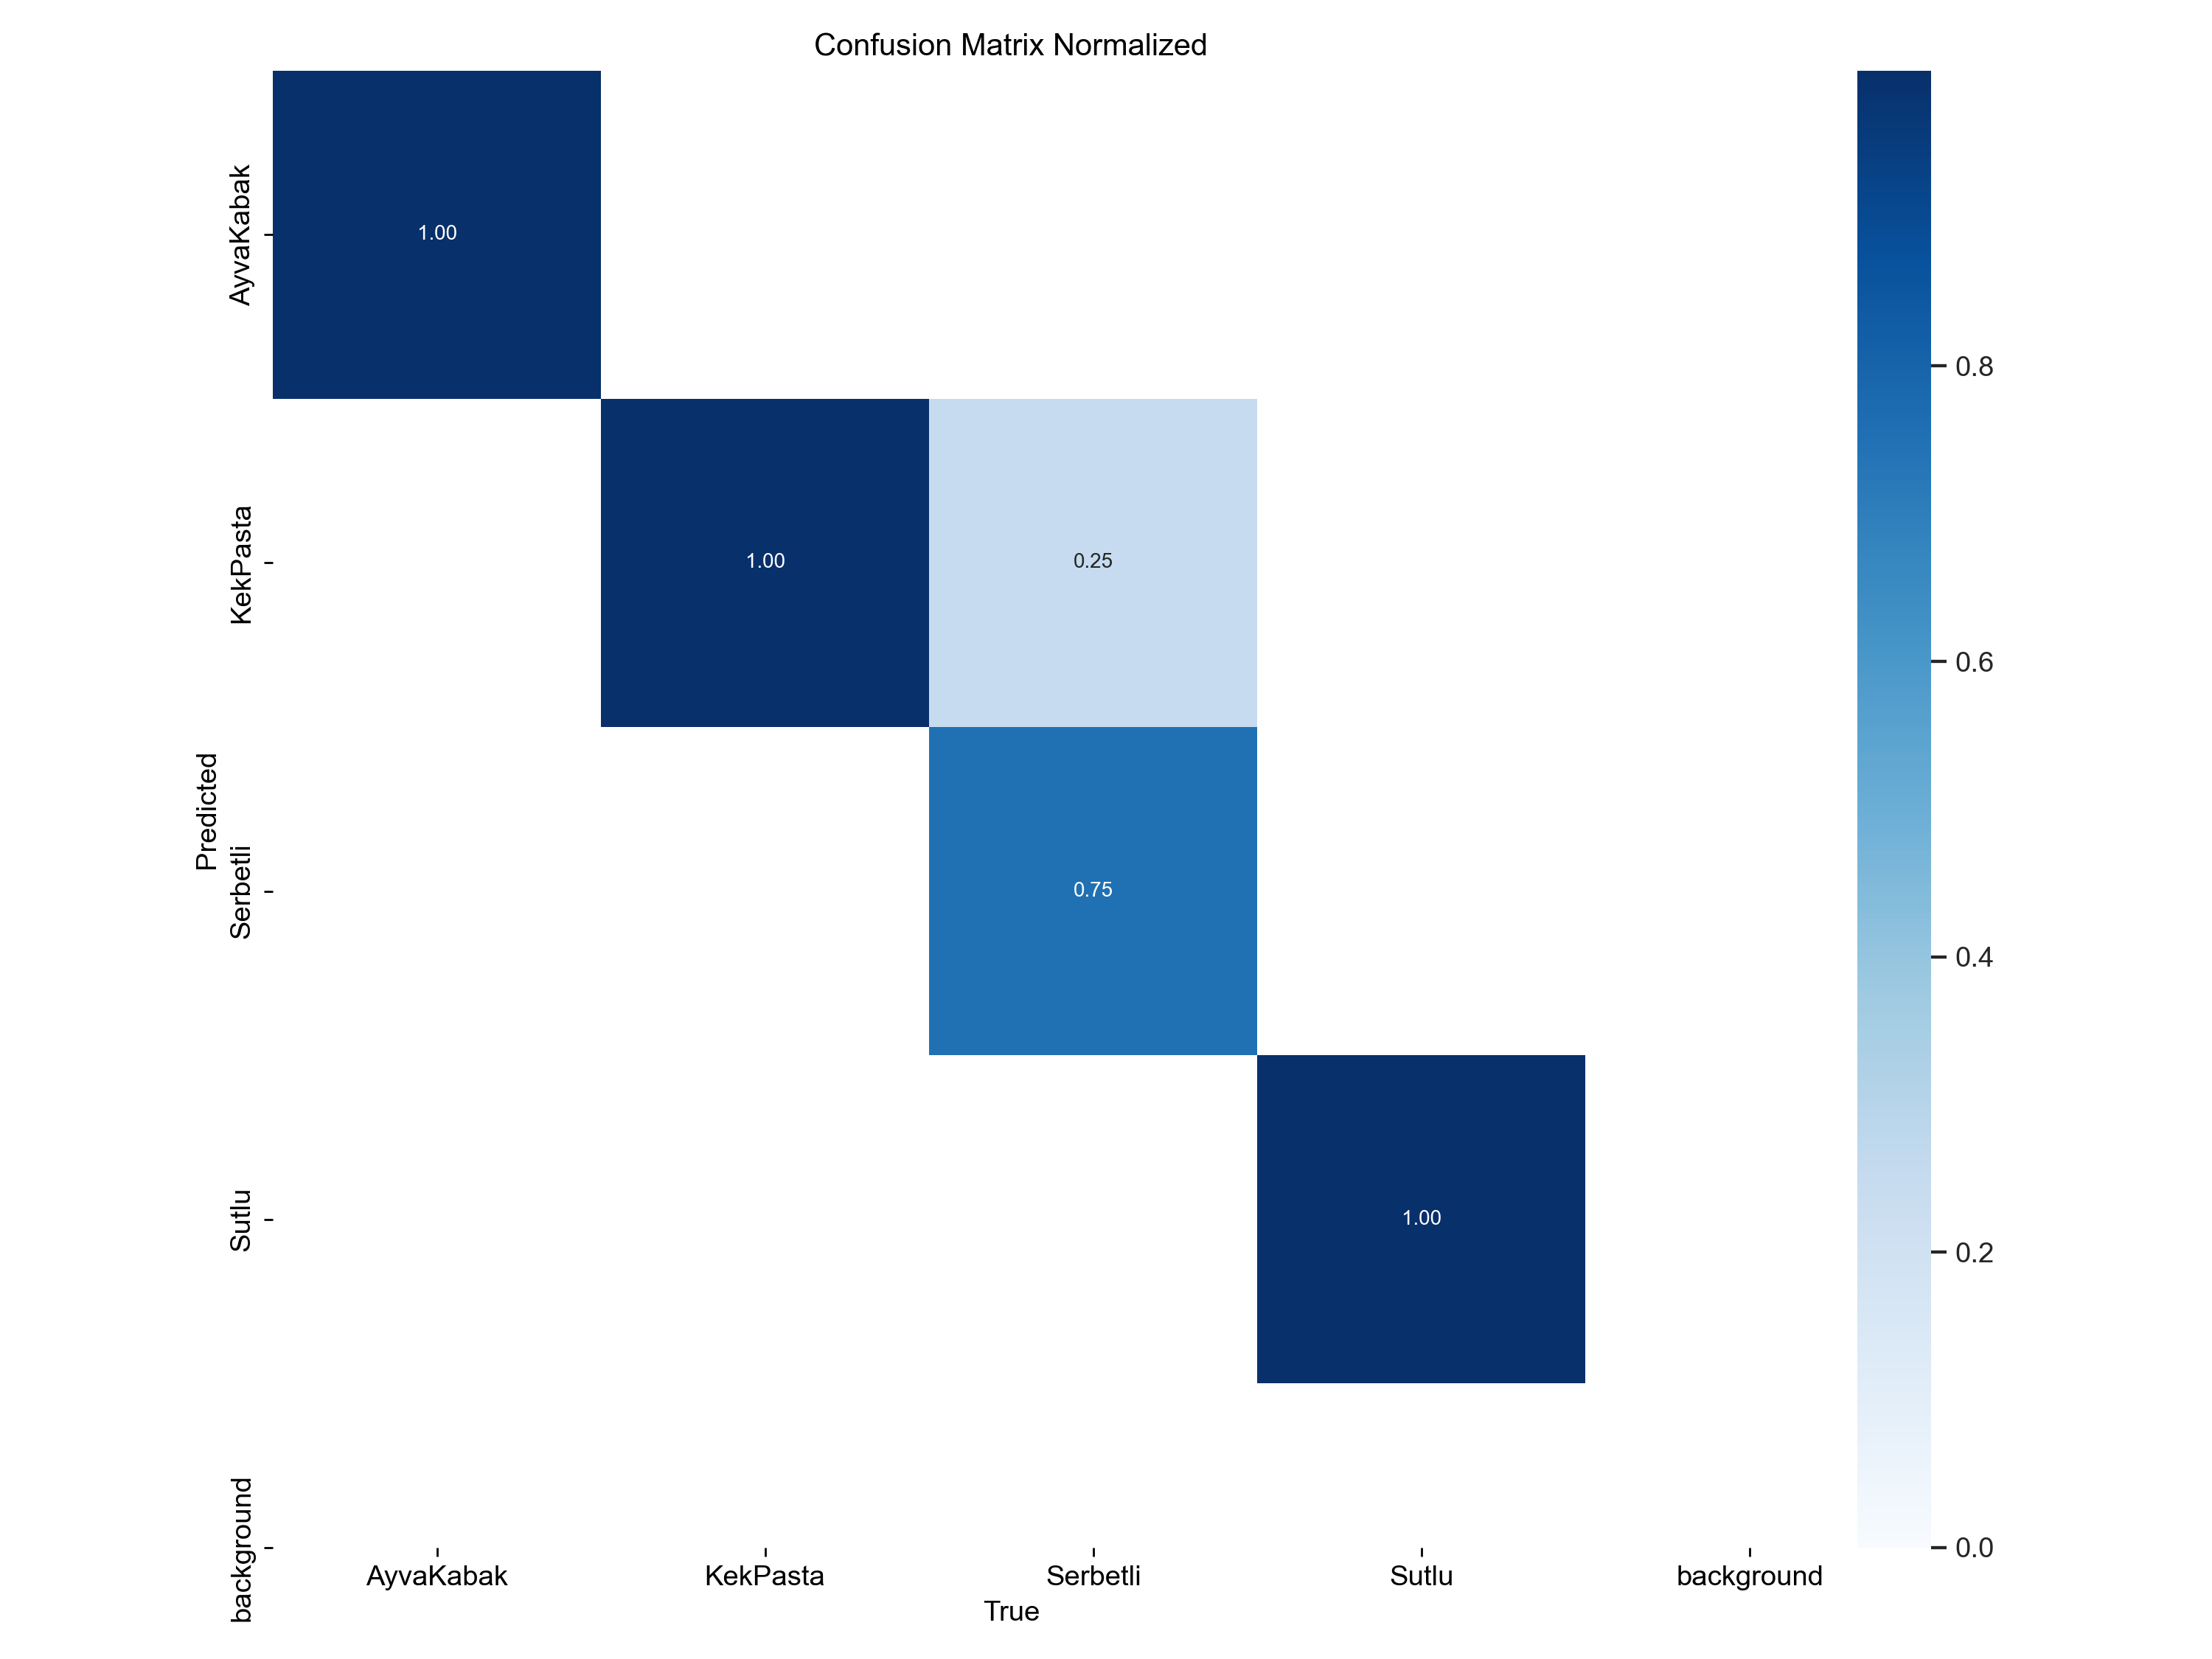 Confusion Matrix Normalized
AyvaKabak
1.00
KekPasta
1.00 0.25
Predicted
Serbetli
0.75
Sutlu
1.00
background
AyvaKabak KekPasta Serbetli Sutlu background
True
0.8
0.6
0.4
0.2
0.0